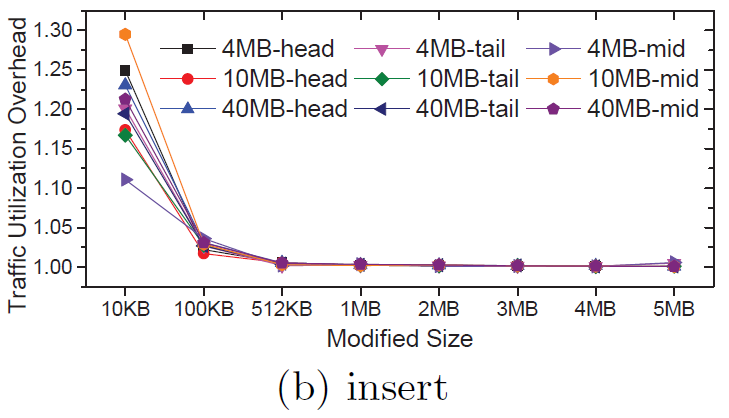 Traffic Utilization Overhead
1.30
1.25
1.20
1.15
1.10
1.05
1.00
4MB-head 4MB-tail 4MB-mid
10MB-head 10MB-tail 10MB-mid
40MB-head 40MB-tail 40MB-mid
10KB 100KB 512KB 1MB 2MB 3MB 4MB 5MB
Modified Size
(b) insert